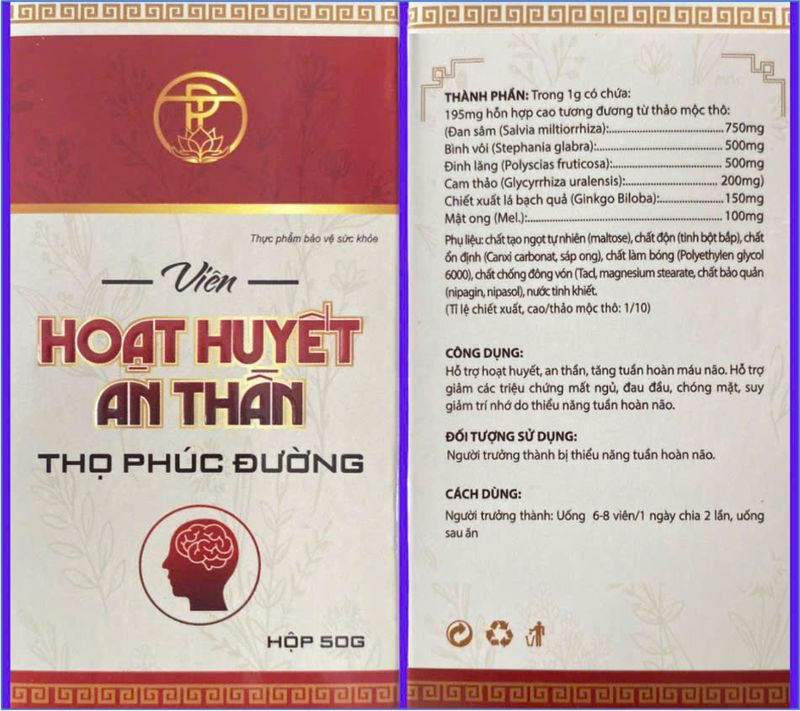 Thực phẩm bảo vệ sức khỏe
Viên
HOẠT HUYẾT
AN THẦN
THỌ PHÚC ĐƯỜNG
HỘP 50G
THÀNH PHẦN: Trong 1g có chứa:
195mg hỗn hợp cao tương đương từ thảo mộc thô:
(Đan sâm (Salvia miltiorrhiza):............................750mg
Bình vôi (Stephania glabra):............................ 500mg
Đinh lăng (Polyscias fruticosa):............................ 500mg
Cam thảo (Glycyrrhiza uralensis):............................ 200mg)
Chiết xuất lá bạch quả (Ginkgo Biloba):................150mg
Mật ong (Mel.):............................................ 100mg
Phụ liệu: chất tạo ngọt tự nhiên (maltose), chất độn (tinh bột bắp), chất
ổn định (Canxi carbonat, sáp ong), chất làm bóng (Polyethylen glycol
6000), chất chống đông vón (Tacl, magnesium stearate, chất bảo quản
(nipagin, nipasol), nước tinh khiết.
(Tỉ lệ chiết xuất, cao/thảo mộc thô: 1/10)
CÔNG DỤNG:
Hỗ trợ hoạt huyết, an thần, tăng tuần hoàn máu não. Hỗ trợ
giảm các triệu chứng mất ngủ, đau đầu, chóng mặt, suy
giảm trí nhớ do thiểu năng tuần hoàn não.
ĐỐI TƯỢNG SỬ DỤNG:
Người trưởng thành bị thiểu năng tuần hoàn não.
CÁCH DÙNG:
Người trưởng thành: Uống 6-8 viên/1 ngày chia 2 lần, uống
sau ăn